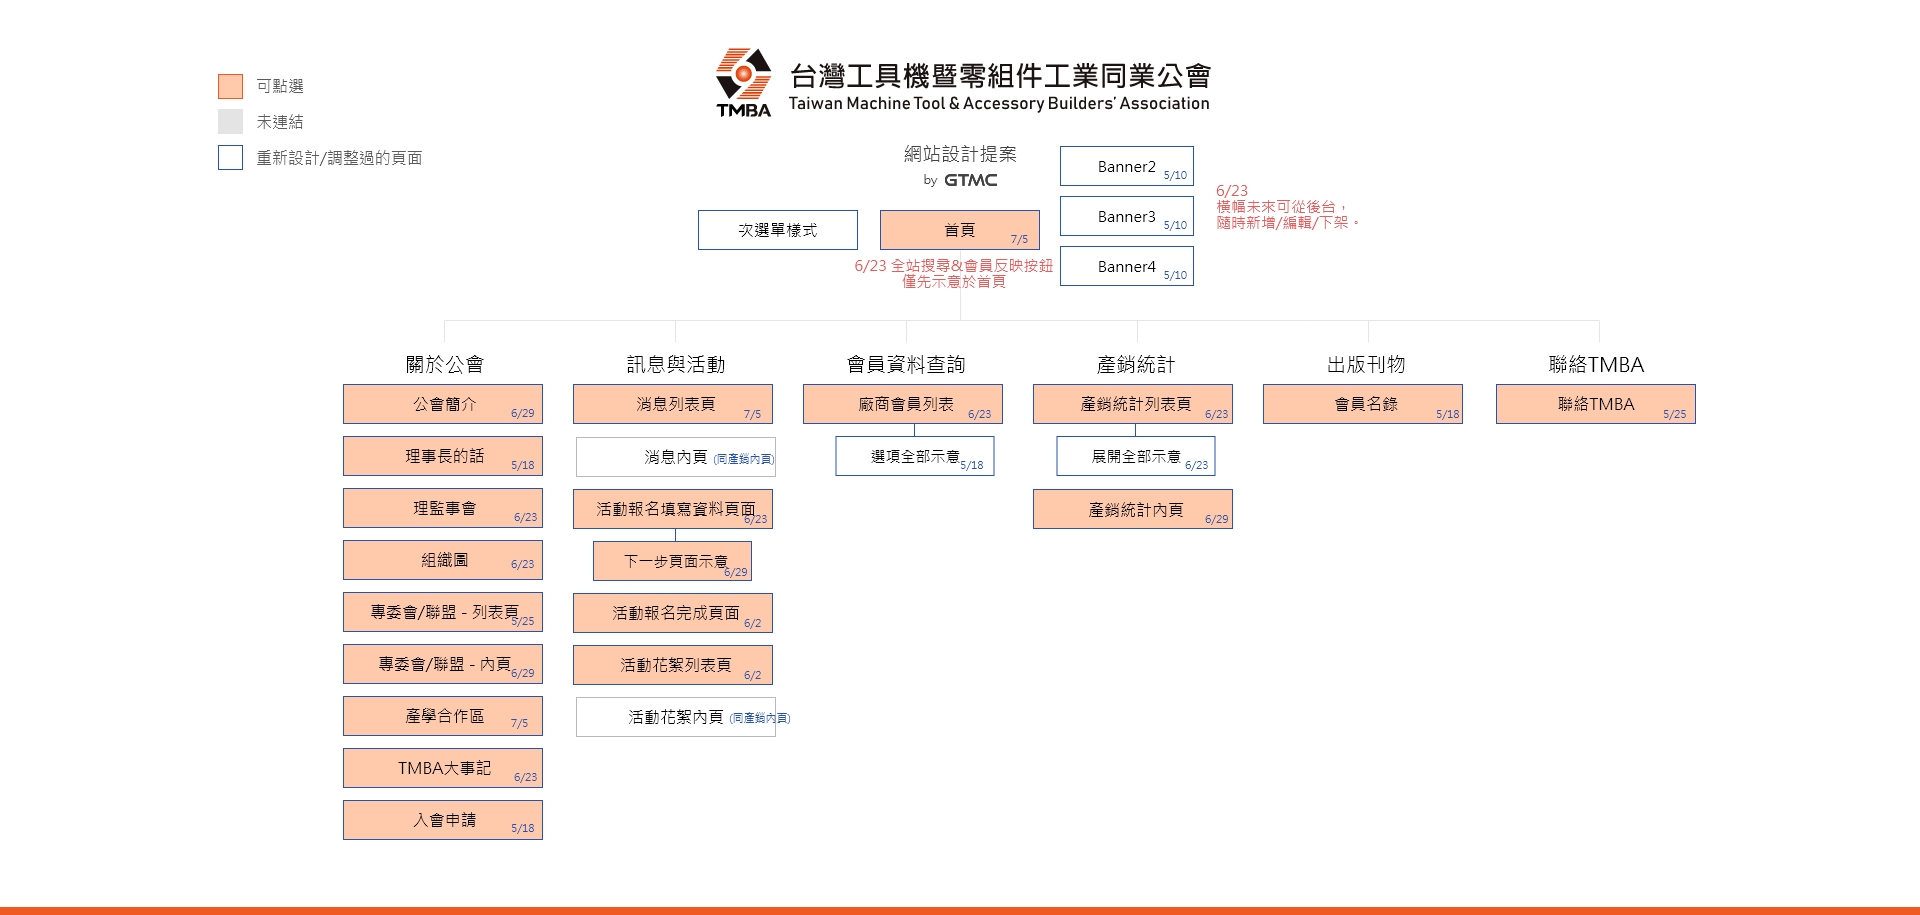 台灣工具機暨零組件工業同業公會
TMBA
Taiwan Machine Tool & Accessory Builders' Association
可點選
未連結
重新設計/調整過的頁面
網站設計提案
by GTMC
Banner2 5/10
Banner3 5/10
Banner4 5/10
6/23
橫幅未來可從後台，
隨時新增/編輯/下架。
次選單樣式
首頁 7/5
6/23 全站搜尋&會員反映按鈕
僅先示意於首頁
關於公會
公會簡介 6/29
理事長的話 5/18
理監事會 6/23
組織圖 6/23
專委會/聯盟 - 列表頁 5/25
專委會/聯盟 - 內頁 6/29
產學合作區 7/5
TMBA大事記 6/23
入會申請 5/18
訊息與活動
消息列表頁 7/5
消息內頁 (同產銷內頁)
活動報名填寫資料頁面 6/23
下一步頁面示意 6/29
活動報名完成頁面 6/2
活動花絮列表頁 6/2
活動花絮內頁 (同產銷內頁)
會員資料查詢
廠商會員列表 6/23
選項全部示意 5/18
產銷統計
產銷統計列表頁 6/23
展開全部示意 6/23
產銷統計內頁 6/29
出版刊物
會員名錄 5/18
聯絡TMBA
聯絡TMBA 5/25